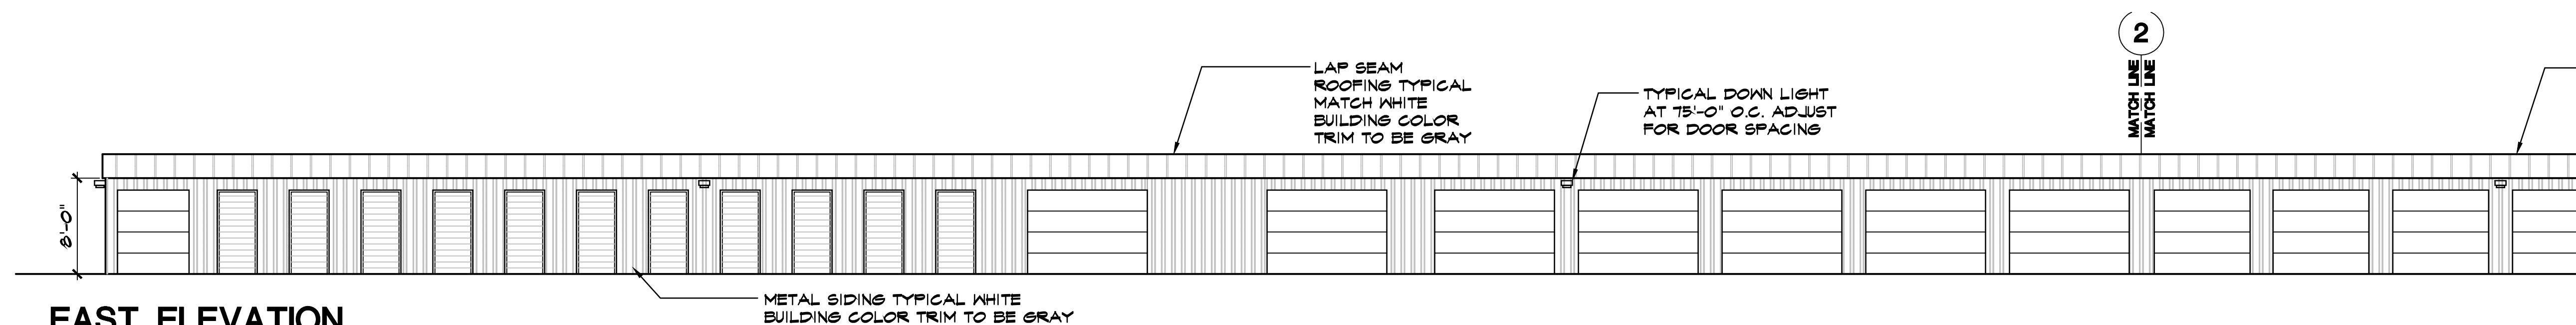 2
MATCH LINE
MATCH LINE
LAP SEAM
ROOFING TYPICAL
MATCH WHITE
BUILDING COLOR
TRIM TO BE GRAY
TYPICAL DOWN LIGHT
AT 75'-0" O.C. ADJUST
FOR DOOR SPACING
8'-0"
METAL SIDING TYPICAL WHITE
BUILDING COLOR TRIM TO BE GRAY
EAST ELEVATION